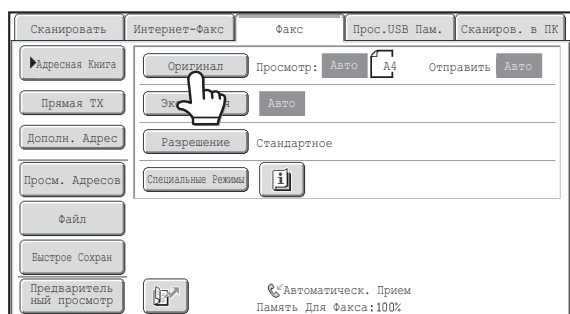 Сканировать Интернет-Факс Факс Прос.USB Пам. Сканиров. в ПК
Адресная Книга
Оригинал Просмотр: Авто A4 Отправить Авто
Прямая TX
Авто
Дополн. Адрес
Разрешение Стандартное
Просм. Адресов
Специальные Режимы
Файл
Быстрое Сохран
Предваритель
ный просмотр
Автоматическ. Прием
Память Для Факса:100%